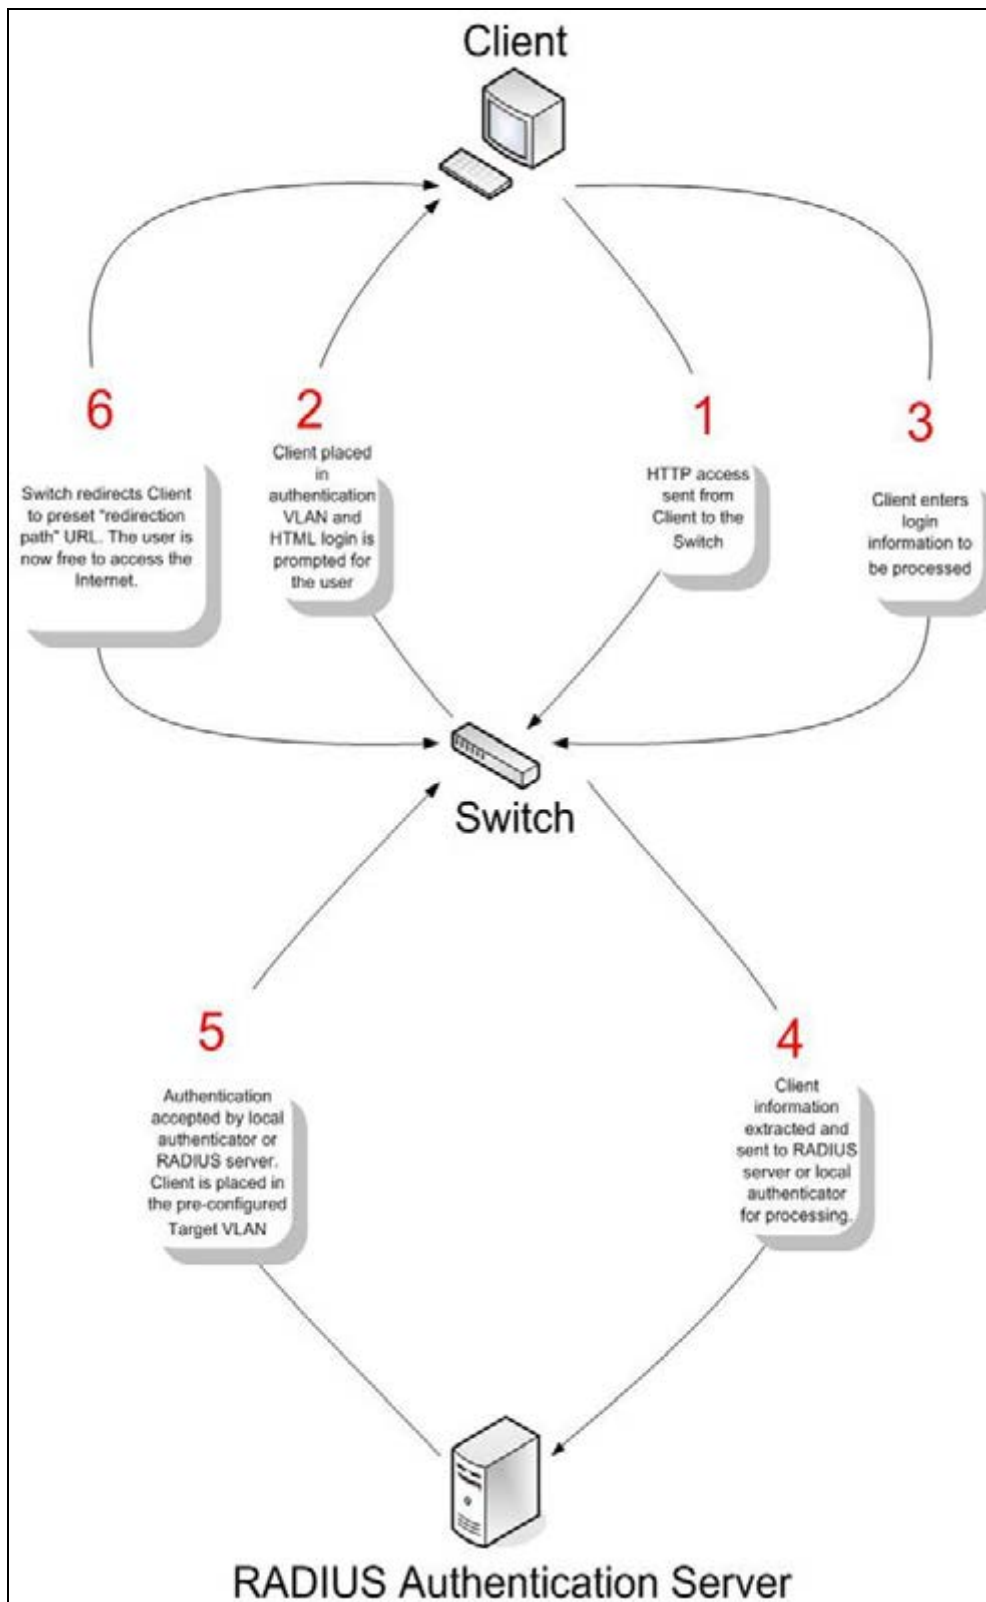 Client
6
Switch redirects Client
to preset "redirection
path" URL. The user is
now free to access the
Internet.
2
Client placed
in
authentication
VLAN and
HTML login is
prompted for
the user
1
HTTP access
sent from
Client to the
Switch
3
Client enters
login
information to
be processed
Switch
5
Authentication
accepted by local
authenticator or
RADIUS server.
Client is placed in
the pre-configured
Target VLAN
4
Client
information
extracted and
sent to RADIUS
server or local
authenticator
for processing.
RADIUS Authentication Server